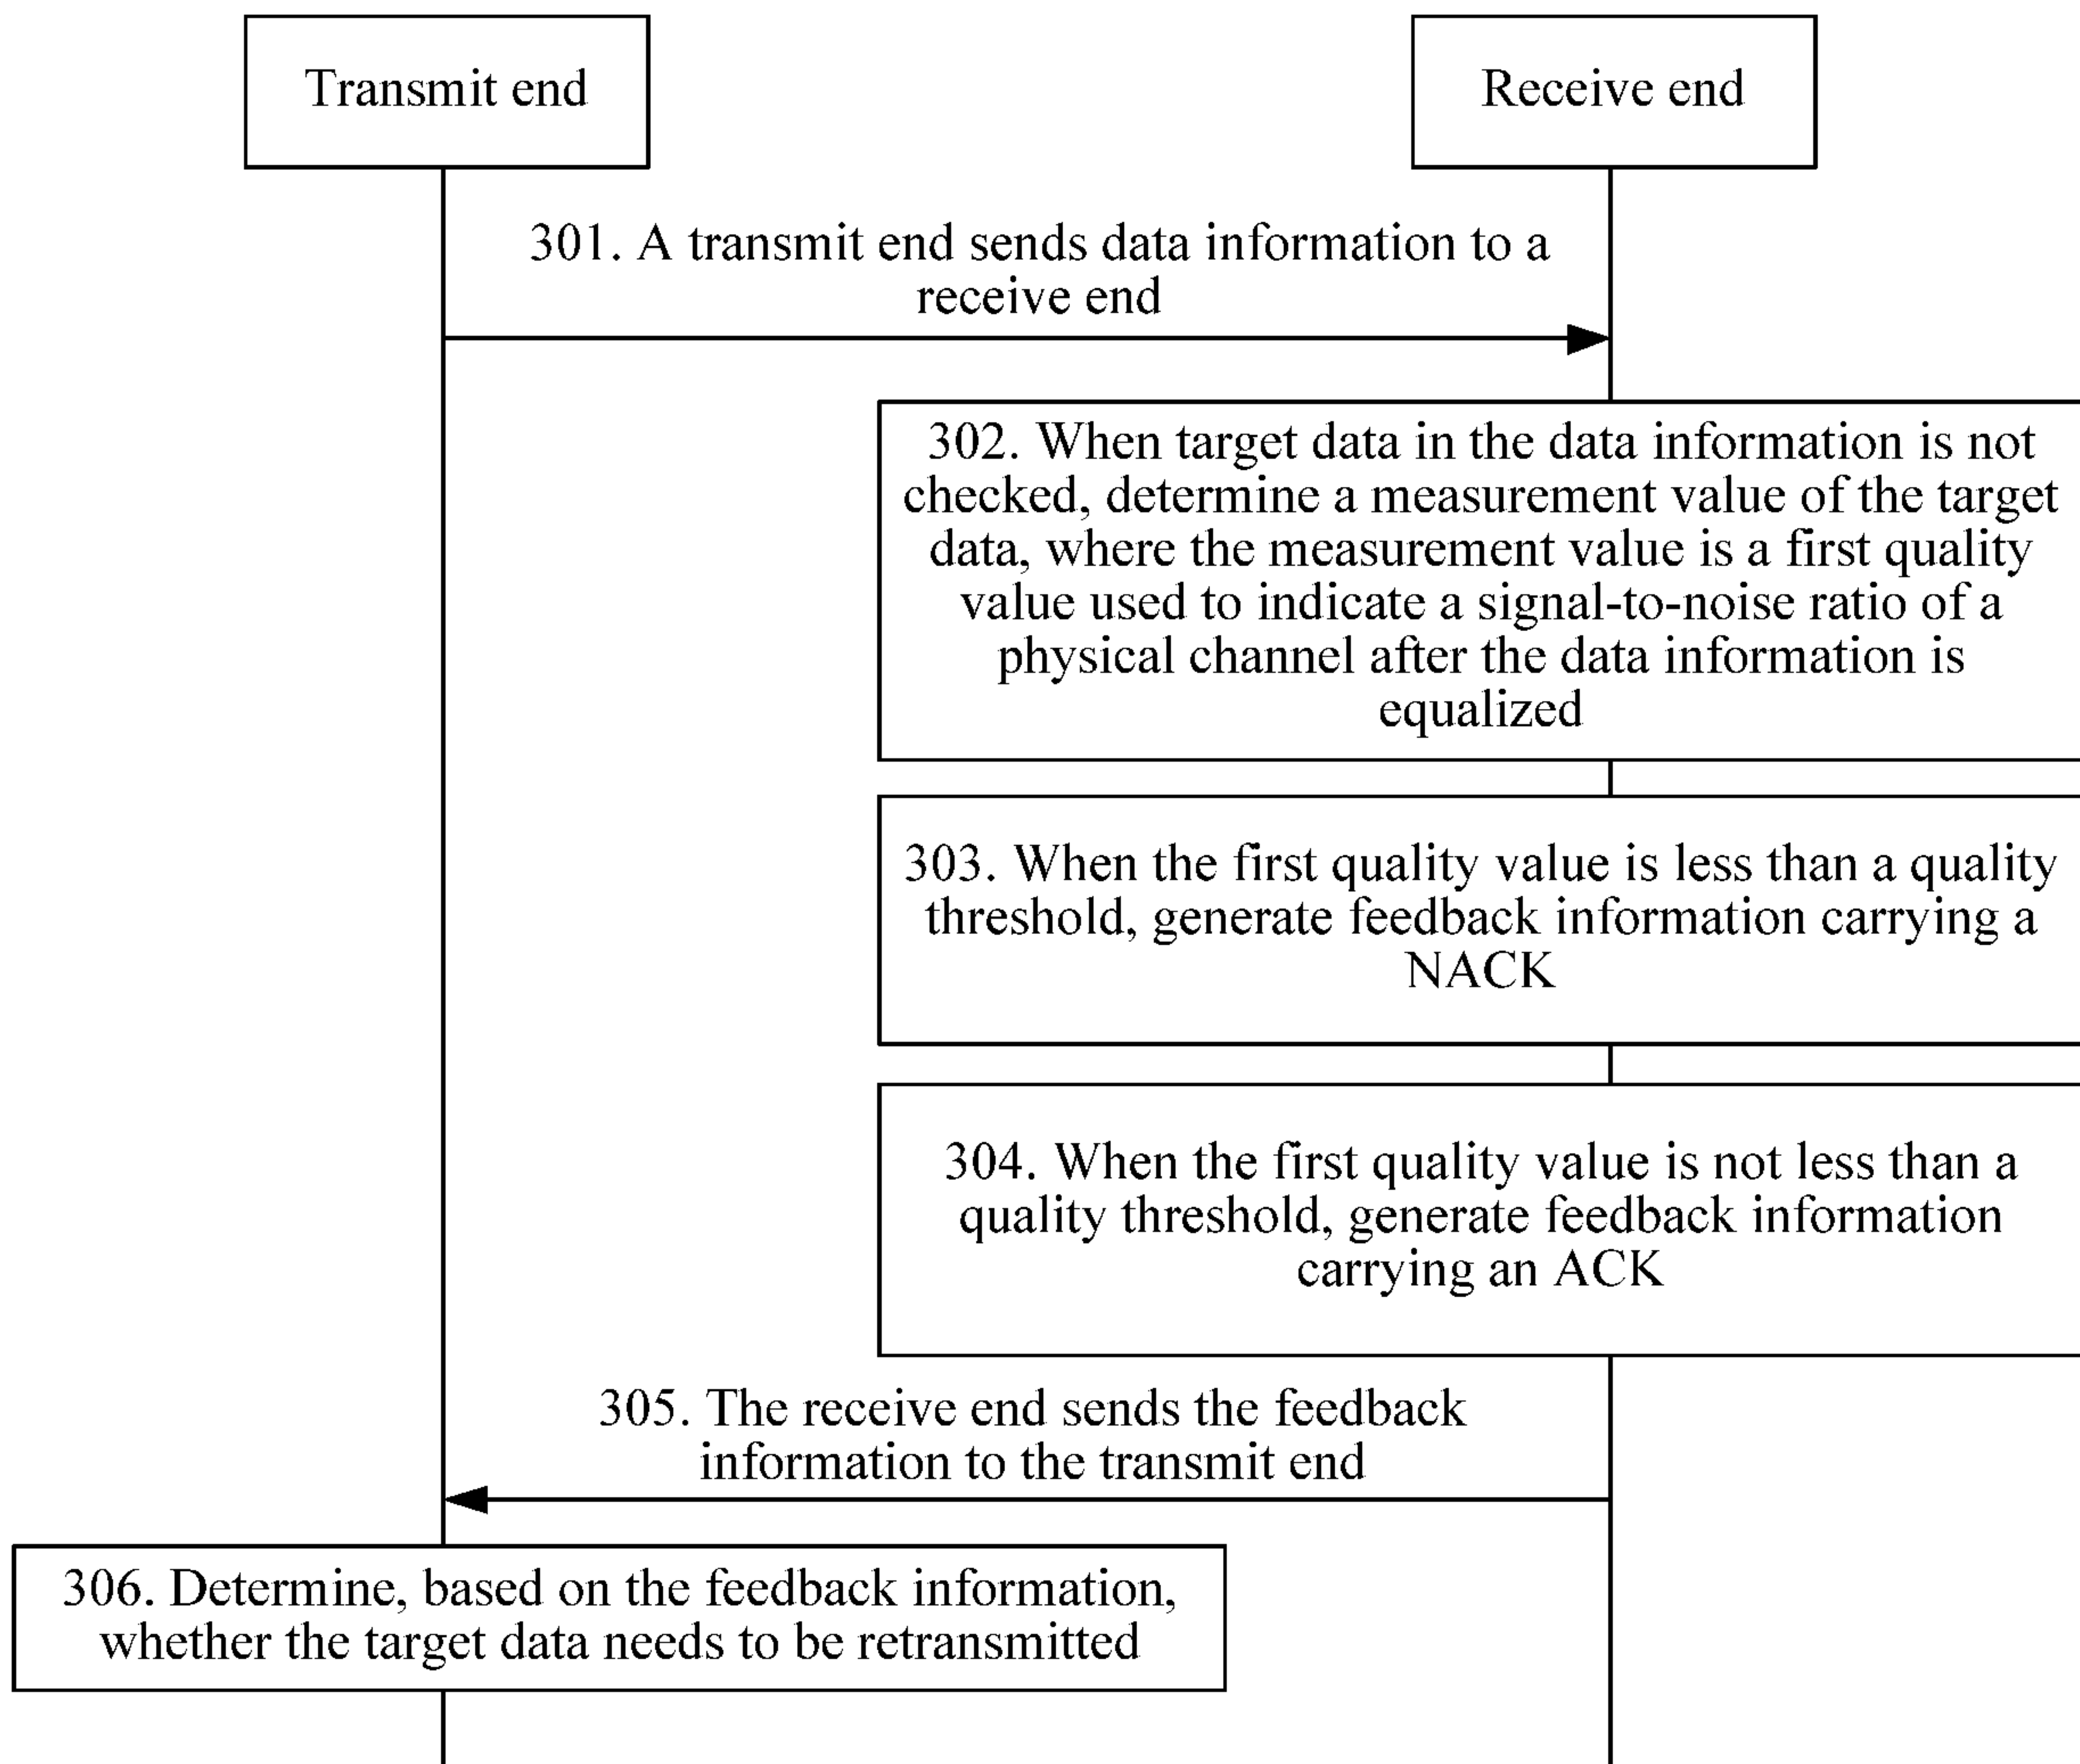 Transmit end
Receive end
301. A transmit end sends data information to a
receive end
302. When target data in the data information is not
checked, determine a measurement value of the target
data, where the measurement value is a first quality
value used to indicate a signal-to-noise ratio of a
physical channel after the data information is
equalized
303. When the first quality value is less than a quality
threshold, generate feedback information carrying a
NACK
304. When the first quality value is not less than a
quality threshold, generate feedback information
carrying an ACK
305. The receive end sends the feedback
information to the transmit end
306. Determine, based on the feedback information,
whether the target data needs to be retransmitted